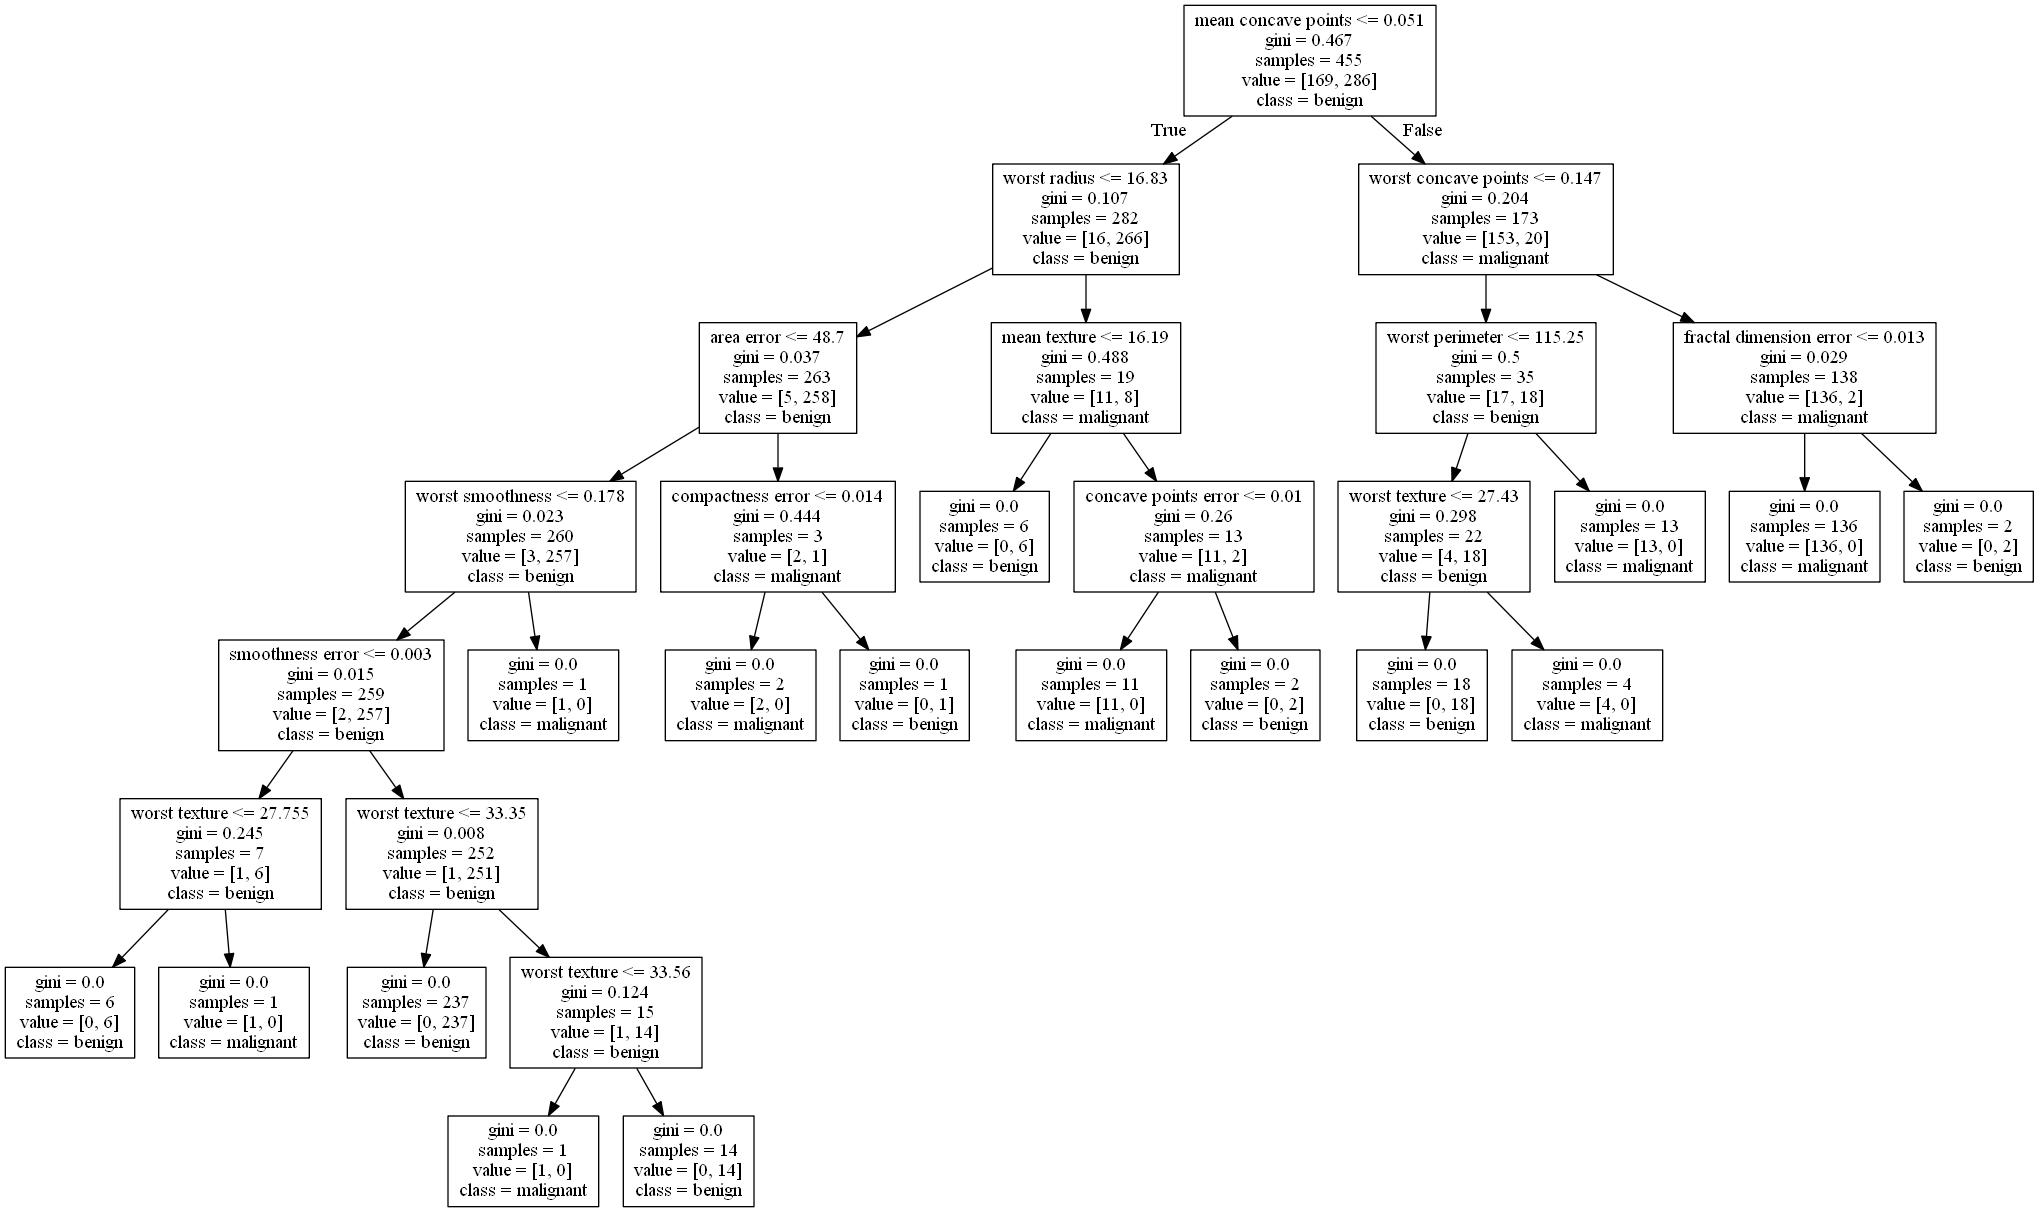 mean concave points <= 0.051
gini = 0.467
samples = 455
value = [169, 286]
class = benign
True
False
worst radius <= 16.83
gini = 0.107
samples = 282
value = [16, 266]
class = benign
worst concave points <= 0.147
gini = 0.204
samples = 173
value = [153, 20]
class = malignant
area error <= 48.7
gini = 0.037
samples = 263
value = [5, 258]
class = benign
mean texture <= 16.19
gini = 0.488
samples = 19
value = [11, 8]
class = malignant
worst perimeter <= 115.25
gini = 0.5
samples = 35
value = [17, 18]
class = benign
fractal dimension error <= 0.013
gini = 0.029
samples = 138
value = [136, 2]
class = malignant
worst smoothness <= 0.178
gini = 0.023
samples = 260
value = [3, 257]
class = benign
compactness error <= 0.014
gini = 0.444
samples = 3
value = [2, 1]
class = malignant
gini = 0.0
samples = 6
value = [0, 6]
class = benign
concave points error <= 0.01
gini = 0.26
samples = 13
value = [11, 2]
class = malignant
worst texture <= 27.43
gini = 0.298
samples = 22
value = [4, 18]
class = benign
gini = 0.0
samples = 13
value = [13, 0]
class = malignant
gini = 0.0
samples = 136
value = [136, 0]
class = malignant
gini = 0.0
samples = 2
value = [0, 2]
class = benign
smoothness error <= 0.003
gini = 0.015
samples = 259
value = [2, 257]
class = benign
gini = 0.0
samples = 1
value = [1, 0]
class = malignant
gini = 0.0
samples = 2
value = [2, 0]
class = malignant
gini = 0.0
samples = 1
value = [0, 1]
class = benign
gini = 0.0
samples = 11
value = [11, 0]
class = malignant
gini = 0.0
samples = 2
value = [0, 2]
class = benign
gini = 0.0
samples = 18
value = [0, 18]
class = benign
gini = 0.0
samples = 4
value = [4, 0]
class = malignant
worst texture <= 27.755
gini = 0.245
samples = 7
value = [1, 6]
class = benign
worst texture <= 33.35
gini = 0.008
samples = 252
value = [1, 251]
class = benign
gini = 0.0
samples = 6
value = [0, 6]
class = benign
gini = 0.0
samples = 1
value = [1, 0]
class = malignant
gini = 0.0
samples = 237
value = [0, 237]
class = benign
worst texture <= 33.56
gini = 0.124
samples = 15
value = [1, 14]
class = benign
gini = 0.0
samples = 1
value = [1, 0]
class = malignant
gini = 0.0
samples = 14
value = [0, 14]
class = benign